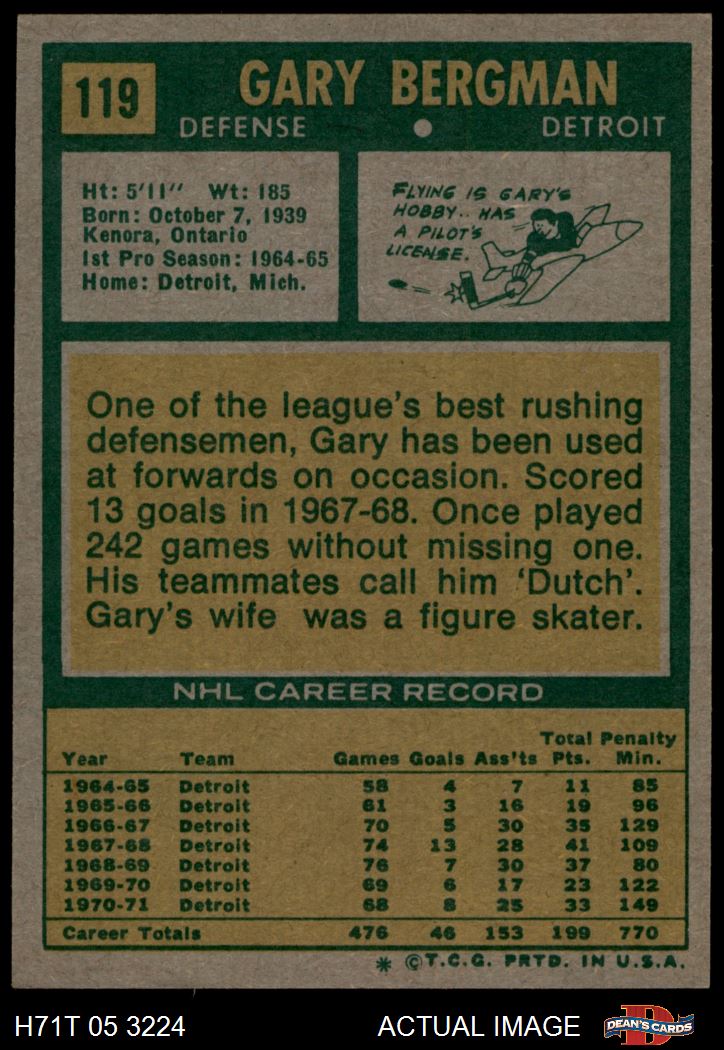 119
GARY BERGMAN
DEFENSE • DETROIT
Ht: 5'11" Wt: 185
Born: October 7, 1939
Kenora, Ontario
1st Pro Season: 1964-65
Home: Detroit, Mich.
FLYING IS GARY'S
HOBBY.. HAS
A PILOT'S
LICENSE.
One of the league's best rushing
defensemen, Gary has been used
at forwards on occasion. Scored
13 goals in 1967-68. Once played
242 games without missing one.
His teammates call him 'Dutch'.
Gary's wife was a figure skater.
NHL CAREER RECORD
Total Penalty
Year Team Games Goals Ass'ts Pts. Min.
1964-65 Detroit 58 4 7 11 85
1965-66 Detroit 61 3 16 19 96
1966-67 Detroit 70 5 30 35 129
1967-68 Detroit 74 13 28 41 109
1968-69 Detroit 76 7 30 37 80
1969-70 Detroit 69 6 17 23 122
1970-71 Detroit 68 8 25 33 149
Career Totals 476 46 153 199 770
* ©T.C.G. PRTD. IN U.S.A.
H71T 05 3224 ACTUAL IMAGE DEAN'S CARDS